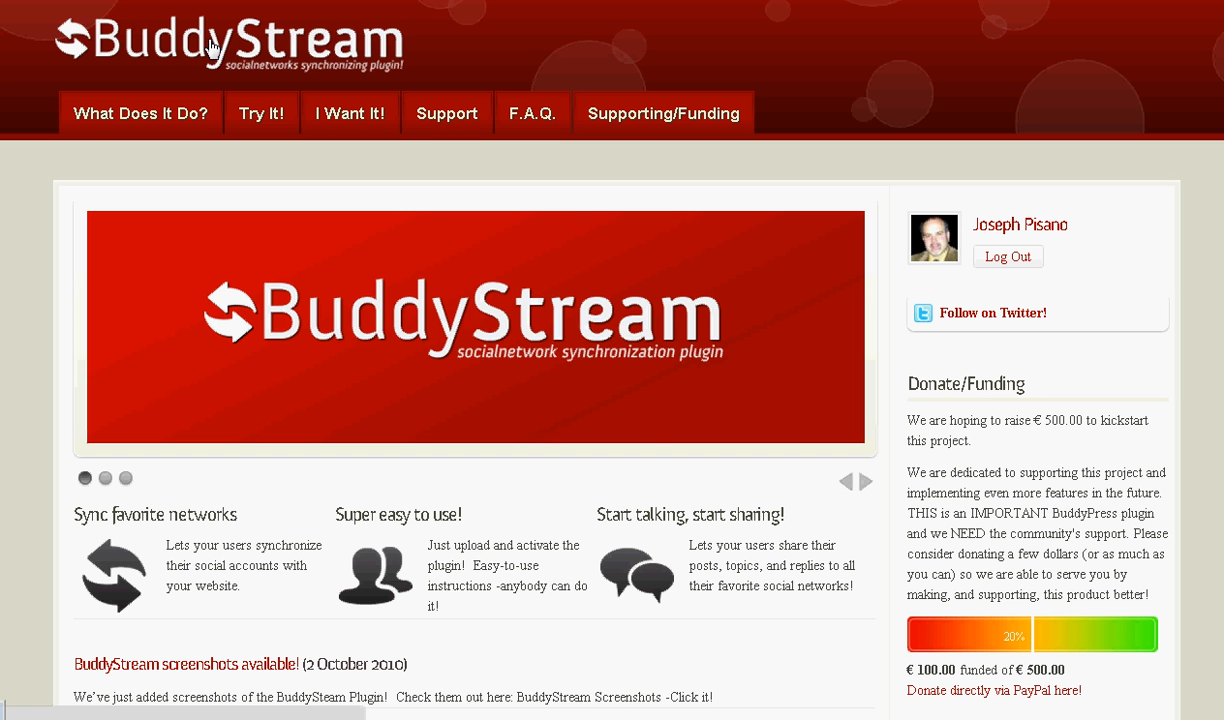 BuddyStream
socialnetworks synchronizing plugin!
What Does It Do? Try It! I Want It! Support F.A.Q. Supporting/Funding
BuddyStream
socialnetwork synchronization plugin
Sync favorite networks
Lets your users synchronize
their social accounts with
your website.
Super easy to use!
Just upload and activate the
plugin! Easy-to-use
instructions -anybody can do
it!
Start talking, start sharing!
Lets your users share their
posts, topics, and replies to all
their favorite social networks!
BuddyStream screenshots available! (2 October 2010)
We've just added screenshots of the BuddySteam Plugin! Check them out here: BuddyStream Screenshots -Click it!
Joseph Pisano
Log Out
Follow on Twitter!
Donate/Funding
We are hoping to raise € 500.00 to kickstart
this project.
We are dedicated to supporting this project and
implementing even more features in the future.
THIS is an IMPORTANT BuddyPress plugin
and we NEED the community's support. Please
consider donating a few dollars (or as much as
you can) so we are able to serve you by
making, and supporting, this product better!
20%
€ 100.00 funded of € 500.00
Donate directly via PayPal here!